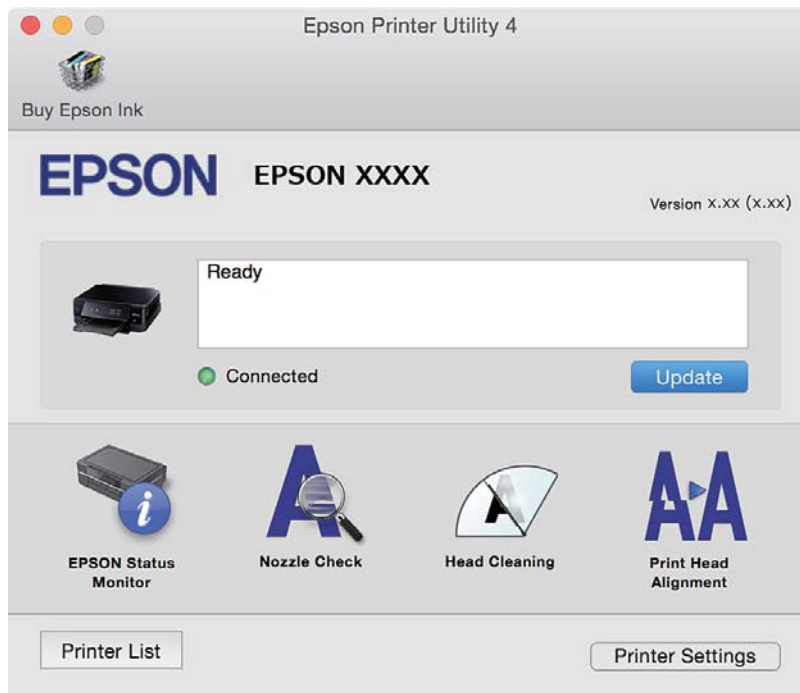 Epson Printer Utility 4
Buy Epson Ink
EPSON
EPSON XXXX
Version x.xx (x.xx)
Ready
Connected
Update
EPSON Status
Monitor
Nozzle Check
Head Cleaning
Print Head
Alignment
Printer List
Printer Settings